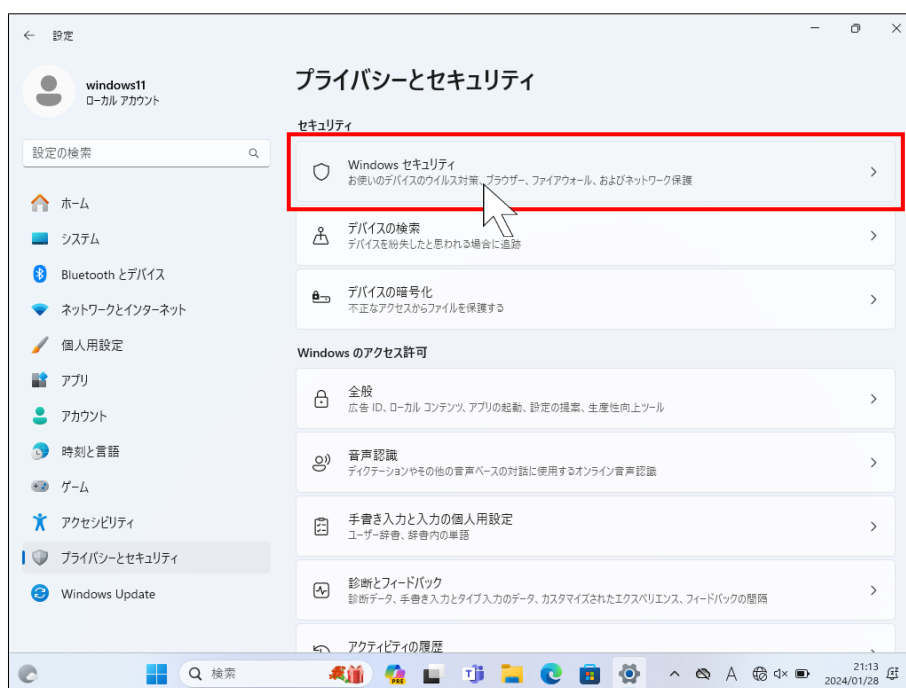 設定
windows11
ローカル アカウント
設定の検索
ホーム
システム
Bluetooth とデバイス
ネットワークとインターネット
個人用設定
アプリ
アカウント
時刻と言語
ゲーム
アクセシビリティ
プライバシーとセキュリティ
Windows Update
プライバシーとセキュリティ
セキュリティ
Windows セキュリティ
お使いのデバイスのウイルス対策、ブラウザー、ファイアウォール、およびネットワーク保護
デバイスの検索
デバイスを紛失したと思われる場合に追跡
デバイスの暗号化
不正なアクセスからファイルを保護する
Windows のアクセス許可
全般
広告 ID、ローカル コンテンツ、アプリの起動、設定の提案、生産性向上ツール
音声認識
ディクテーションやその他の音声ベースの対話に使用するオンライン音声認識
手書き入力と入力の個人用設定
ユーザー辞書、辞書内の単語
診断とフィードバック
診断データ、手書き入力とタイプ入力のデータ、カスタマイズされたエクスペリエンス、フィードバックの間隔
アクティビティの履歴
検索
PRE
A
21:13
2024/01/28